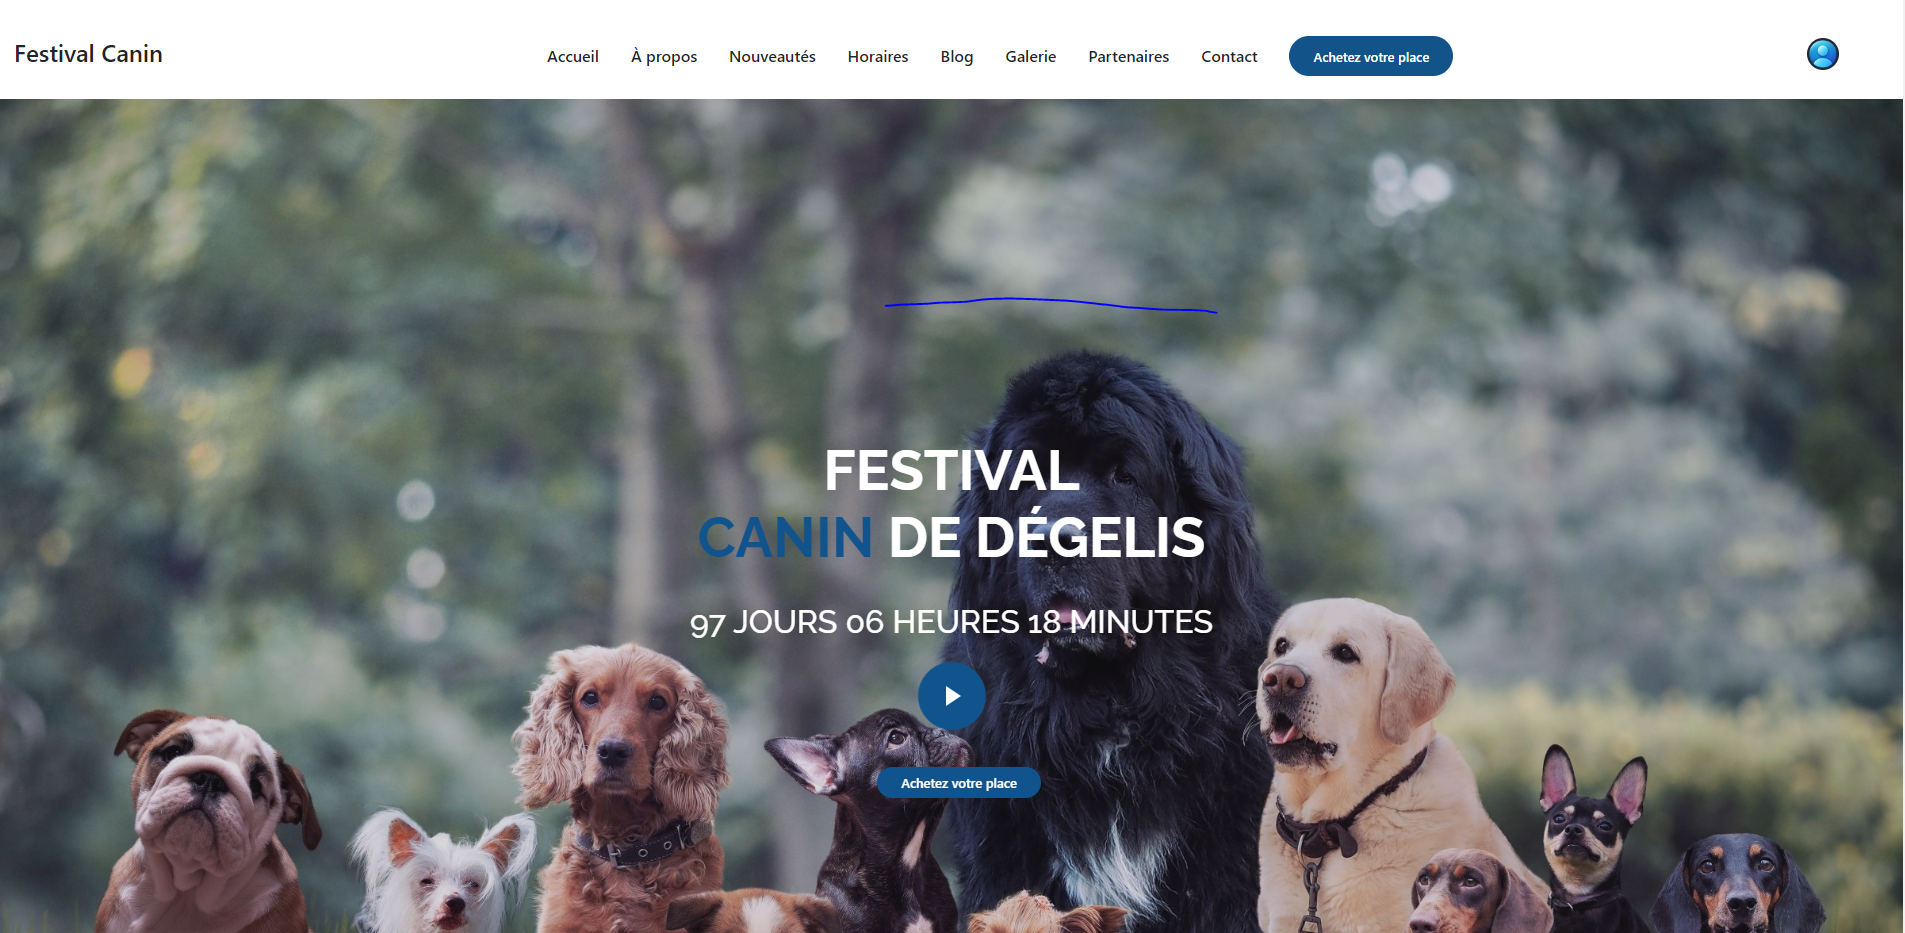 Festival Canin
Accueil À propos Nouveautés Horaires Blog Galerie Partenaires Contact Achetez votre place
FESTIVAL
CANIN DE DÉGELIS
97 JOURS 06 HEURES 18 MINUTES
Achetez votre place